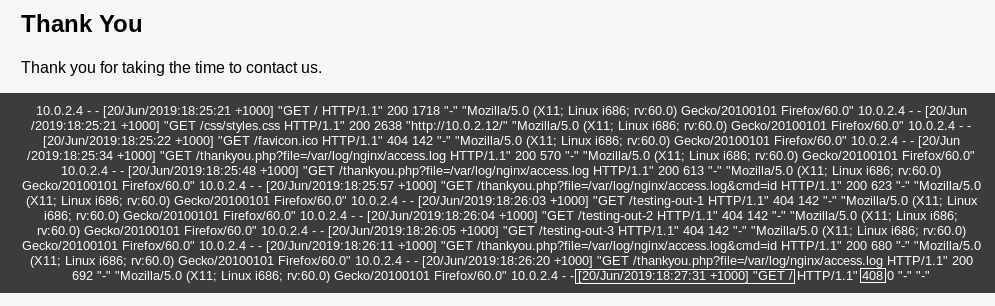 Thank You
Thank you for taking the time to contact us.
10.0.2.4 - - [20/Jun/2019:18:25:21 +1000] "GET / HTTP/1.1" 200 1718 "-" "Mozilla/5.0 (X11; Linux i686; rv:60.0) Gecko/20100101 Firefox/60.0" 10.0.2.4 - - [20/Jun
/2019:18:25:21 +1000] "GET /css/styles.css HTTP/1.1" 200 2638 "http://10.0.2.12/" "Mozilla/5.0 (X11; Linux i686; rv:60.0) Gecko/20100101 Firefox/60.0" 10.0.2.4 - -
[20/Jun/2019:18:25:22 +1000] "GET /favicon.ico HTTP/1.1" 404 142 "-" "Mozilla/5.0 (X11; Linux i686; rv:60.0) Gecko/20100101 Firefox/60.0" 10.0.2.4 - - [20/Jun
/2019:18:25:34 +1000] "GET /thankyou.php?file=/var/log/nginx/access.log HTTP/1.1" 200 570 "-" "Mozilla/5.0 (X11; Linux i686; rv:60.0) Gecko/20100101 Firefox/60.0"
10.0.2.4 - - [20/Jun/2019:18:25:48 +1000] "GET /thankyou.php?file=/var/log/nginx/access.log HTTP/1.1" 200 613 "-" "Mozilla/5.0 (X11; Linux i686; rv:60.0)
Gecko/20100101 Firefox/60.0" 10.0.2.4 - - [20/Jun/2019:18:25:57 +1000] "GET /thankyou.php?file=/var/log/nginx/access.log&cmd=id HTTP/1.1" 200 623 "-" "Mozilla/5.0
(X11; Linux i686; rv:60.0) Gecko/20100101 Firefox/60.0" 10.0.2.4 - - [20/Jun/2019:18:26:03 +1000] "GET /testing-out-1 HTTP/1.1" 404 142 "-" "Mozilla/5.0 (X11; Linux
i686; rv:60.0) Gecko/20100101 Firefox/60.0" 10.0.2.4 - - [20/Jun/2019:18:26:04 +1000] "GET /testing-out-2 HTTP/1.1" 404 142 "-" "Mozilla/5.0 (X11; Linux i686;
rv:60.0) Gecko/20100101 Firefox/60.0" 10.0.2.4 - - [20/Jun/2019:18:26:05 +1000] "GET /testing-out-3 HTTP/1.1" 404 142 "-" "Mozilla/5.0 (X11; Linux i686; rv:60.0)
Gecko/20100101 Firefox/60.0" 10.0.2.4 - - [20/Jun/2019:18:26:11 +1000] "GET /thankyou.php?file=/var/log/nginx/access.log&cmd=id HTTP/1.1" 200 680 "-" "Mozilla/5.0
(X11; Linux i686; rv:60.0) Gecko/20100101 Firefox/60.0" 10.0.2.4 - - [20/Jun/2019:18:26:20 +1000] "GET /thankyou.php?file=/var/log/nginx/access.log HTTP/1.1" 200
692 "-" "Mozilla/5.0 (X11; Linux i686; rv:60.0) Gecko/20100101 Firefox/60.0" 10.0.2.4 - - [20/Jun/2019:18:27:31 +1000] "GET / HTTP/1.1" 408 0 "-" "-"